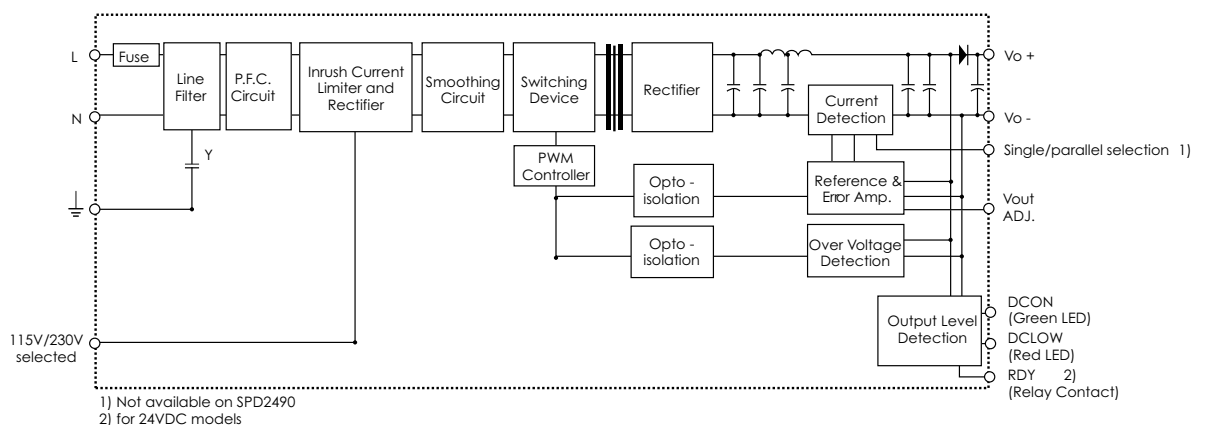 L
Fuse
Line
Filter
P.F.C.
Circuit
Inrush Current
Limiter and
Rectifier
Smoothing
Circuit
Switching
Device
Rectifier
Current
Detection
Vo +
N
Vo -
Single/parallel selection 1)
Y
PWM
Controller
Opto -
isolation
Reference &
Error Amp.
Vout
ADJ.
Opto -
isolation
Over Voltage
Detection
Output Level
Detection
DCON
(Green LED)
DCLOW
(Red LED)
RDY 2)
(Relay Contact)
115V/230V
selected
1) Not available on SPD2490
2) for 24VDC models